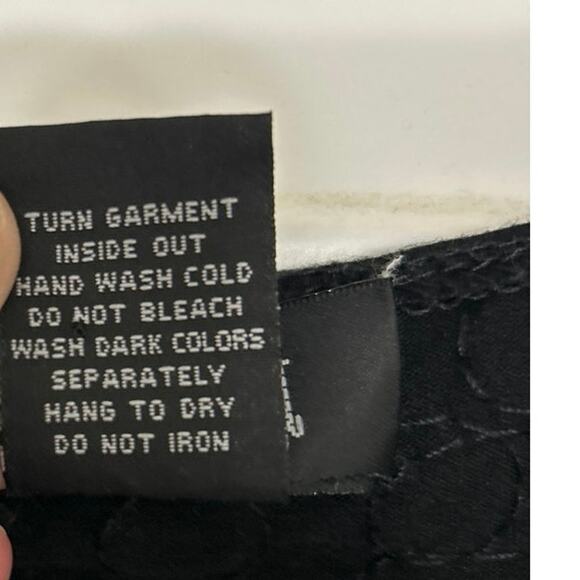 TURN GARMENT
INSIDE OUT
HAND WASH COLD
DO NOT BLEACH
WASH DARK COLORS
SEPARATELY
HANG TO DRY
DO NOT IRON